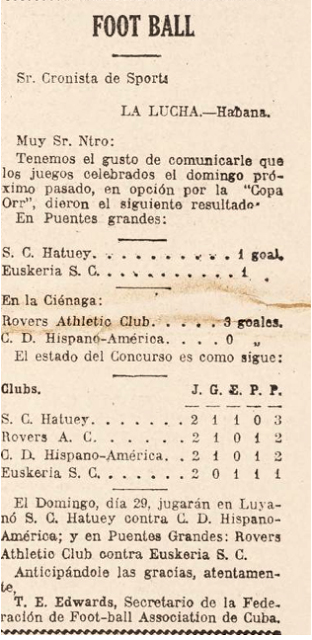 FOOT BALL
Sr. Cronista de Sports
LA LUCHA.—Habana.
Muy Sr. Ntro:
Tenemos el gusto de comunicarle que
los juegos celebrados el domingo pró-
ximo pasado, en opción por la "Copa
Orr", dieron el siguiente resultado·
En Puentes grandes:
S. C. Hatuey. . . . . . . . . 1 goal.
Euskeria S. C. . . . . . . . . . 1 „
En la Ciénaga:
Rovers Athletic Club. . . . . 3 goales.
C. D. Hispano-América. . . . . 0 „
El estado del Concurso es como sigue:
Clubs. J. G. E. P. P.
S. C. Hatuey. . . . . . . 2 1 1 0 3
Rovers A. C. . . . . . . 2 1 0 1 2
C. D. Hispano-América. . . 2 1 0 1 2
Euskeria S. C. . . . . . 2 0 1 1 1
El Domingo, día 29, jugarán en Luya-
nó S. C. Hatuey contra C. D. Hispano-
América; y en Puentes Grandes: Rovers
Athletic Club contra Euskeria S. C.
Anticipándole las gracias, atentamen-
te,
T. E. Edwards, Secretario de la Fede-
ración de Foot-ball Association de Cuba.